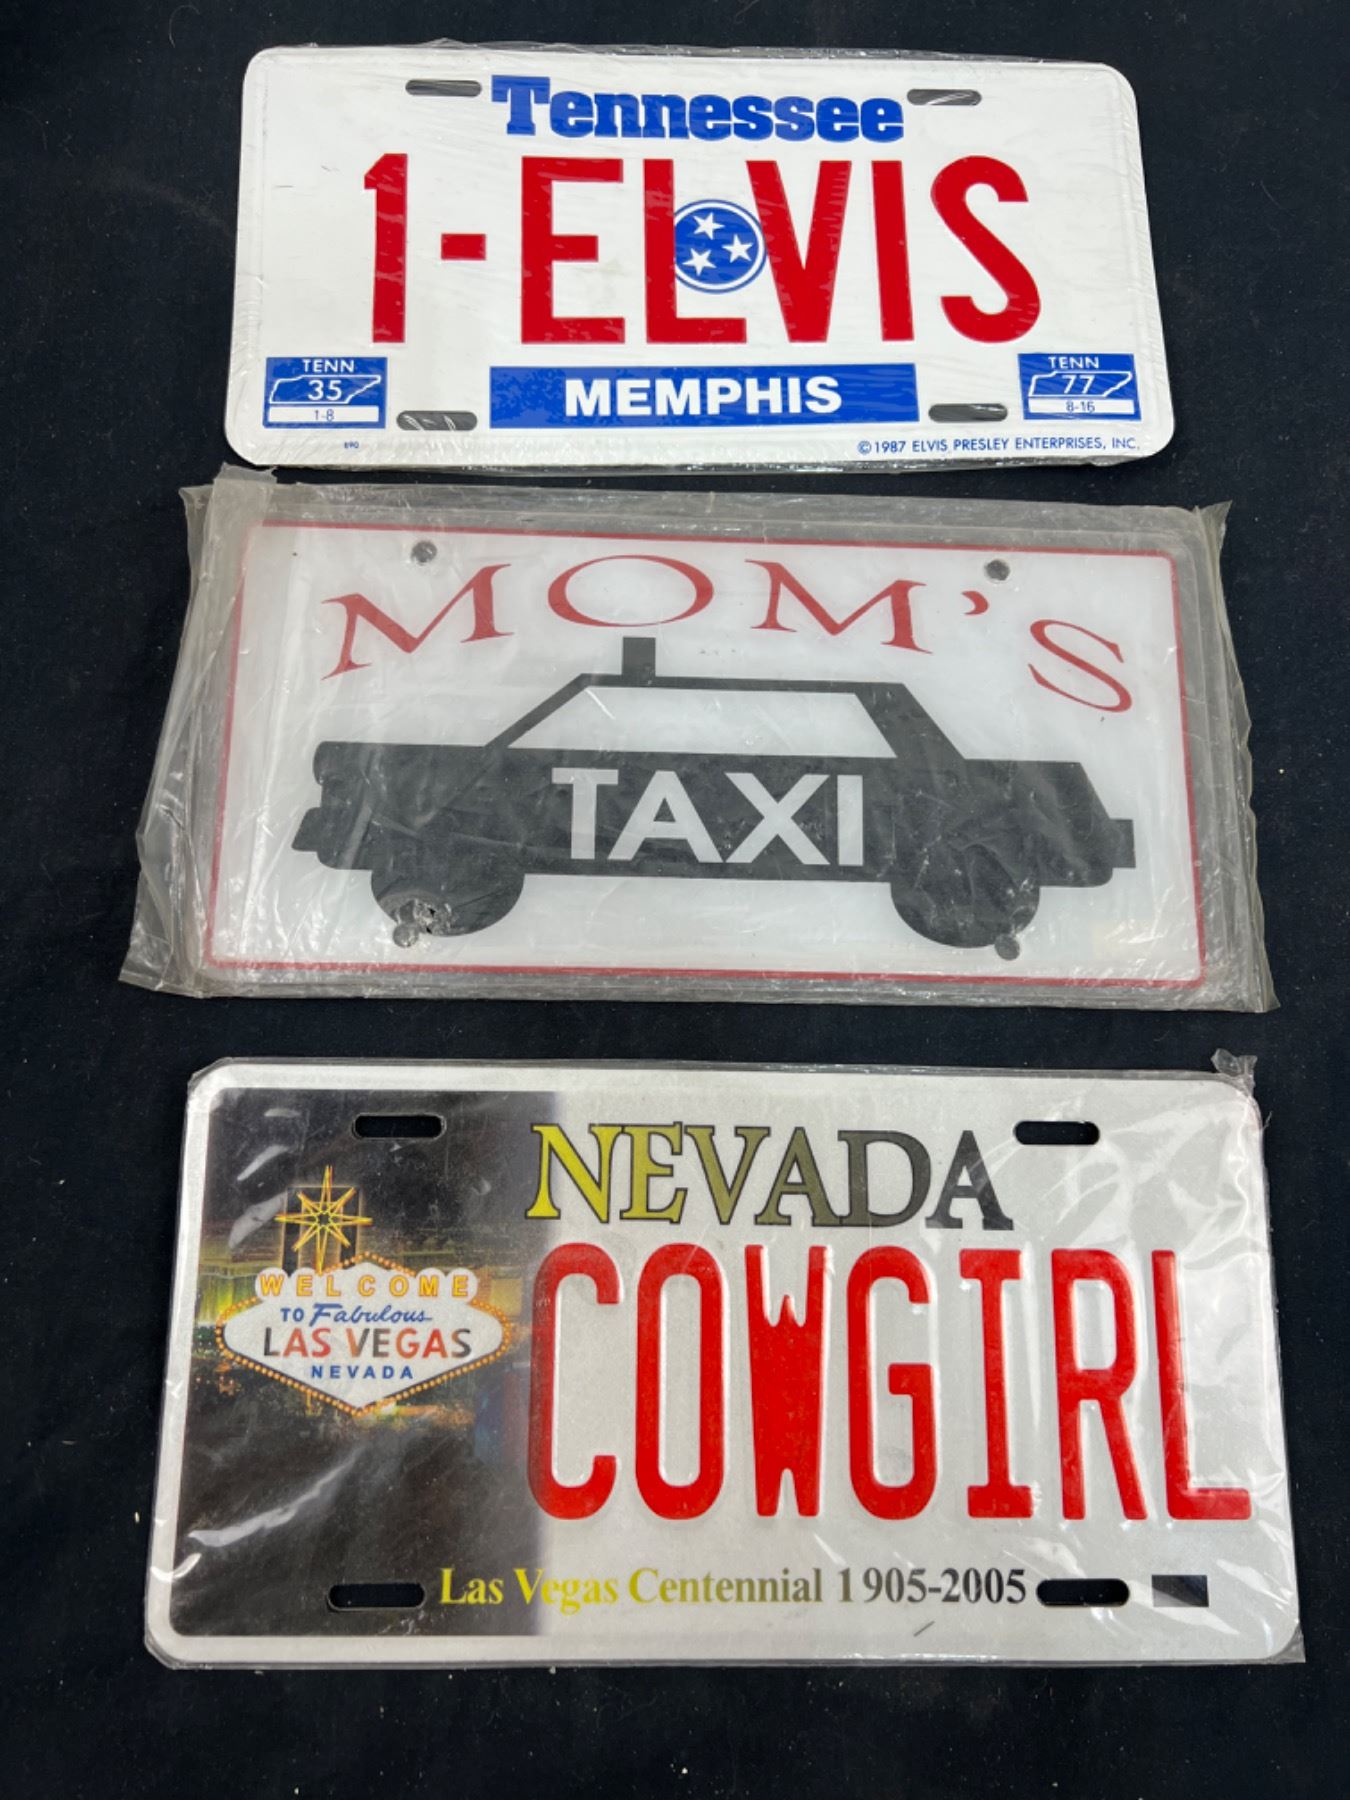 Tennessee
1-ELVIS
TENN
35
1-8
MEMPHIS
TENN
77
8-16
890
©1987 ELVIS PRESLEY ENTERPRISES, INC.
MOM'S
TAXI
NEVADA
WELCOME
TO Fabulous
LAS VEGAS
NEVADA
COWGIRL
Las Vegas Centennial 1905-2005